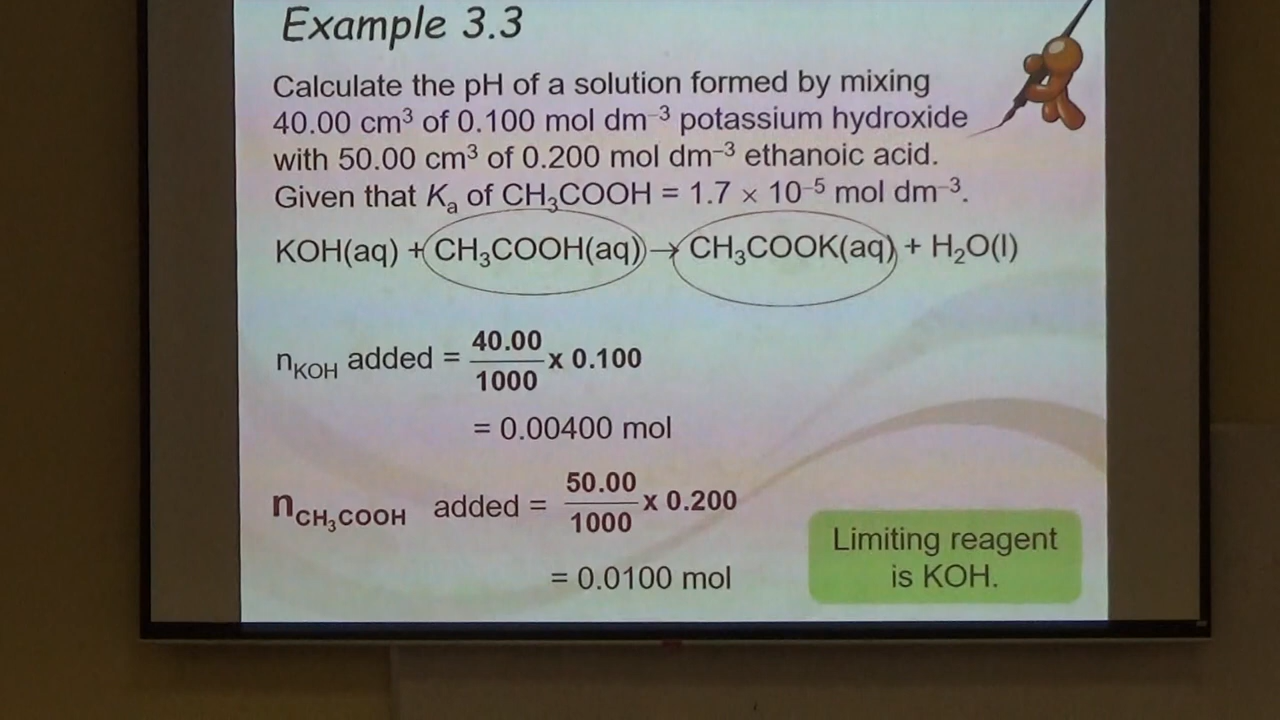 Example 3.3
Calculate the pH of a solution formed by mixing
40.00 cm³ of 0.100 mol dm⁻³ potassium hydroxide
with 50.00 cm³ of 0.200 mol dm⁻³ ethanoic acid.
Given that Kₐ of CH₃COOH = 1.7 × 10⁻⁵ mol dm⁻³.
KOH(aq) + CH₃COOH(aq) → CH₃COOK(aq) + H₂O(l)
n_KOH added = 40.00/1000 x 0.100
= 0.00400 mol
n_CH₃COOH added = 50.00/1000 x 0.200
= 0.0100 mol
Limiting reagent
is KOH.